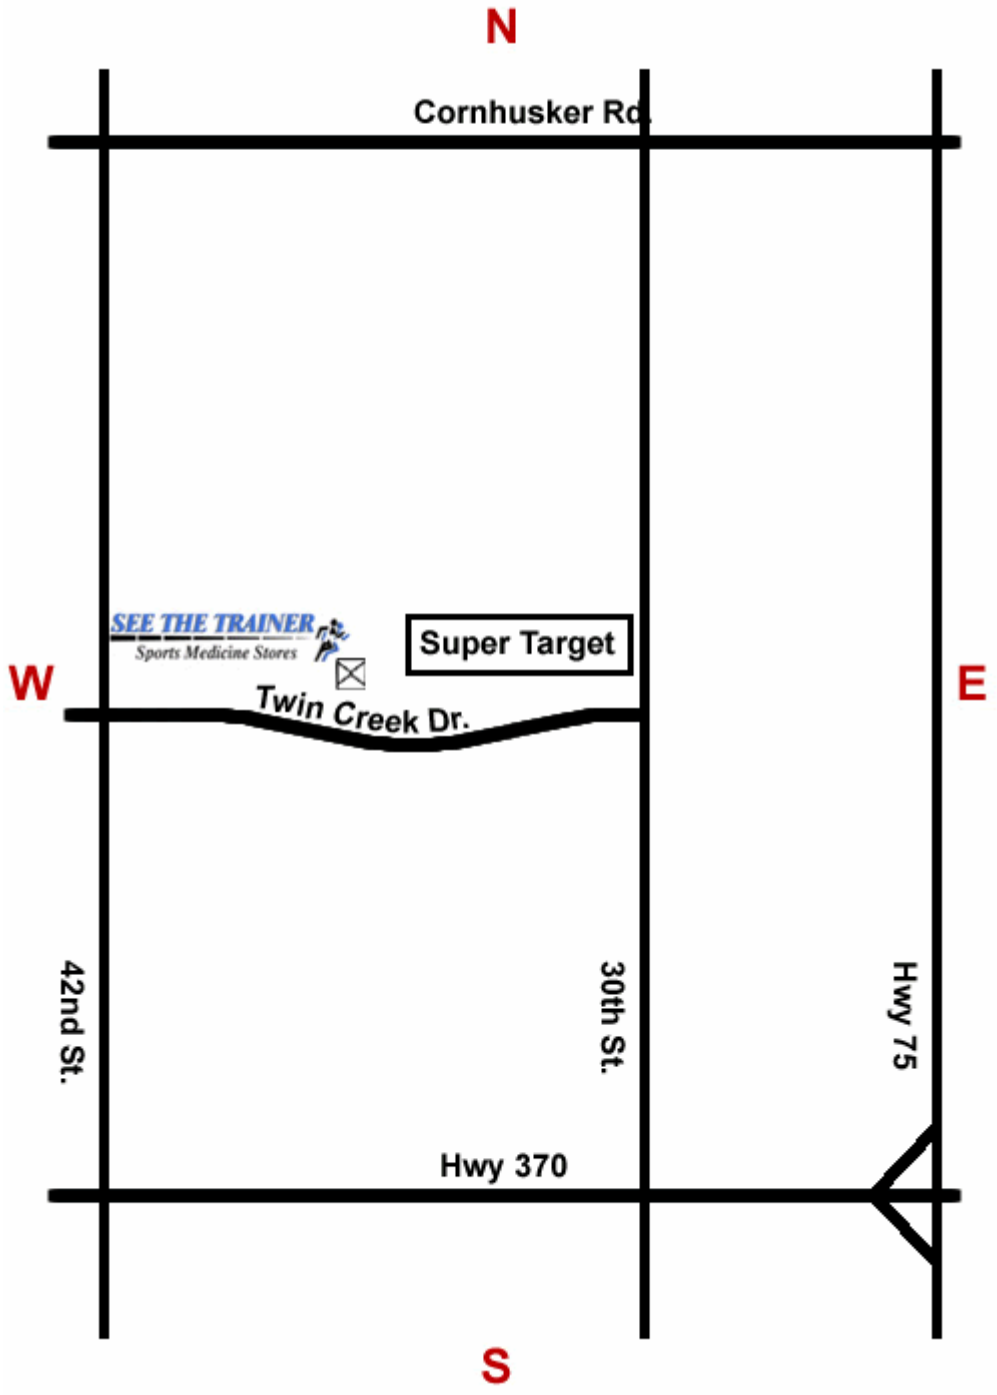 N
Cornhusker Rd.
SEE THE TRAINER
Sports Medicine Stores
Super Target
W
E
Twin Creek Dr.
42nd St.
30th St.
Hwy 75
Hwy 370
S